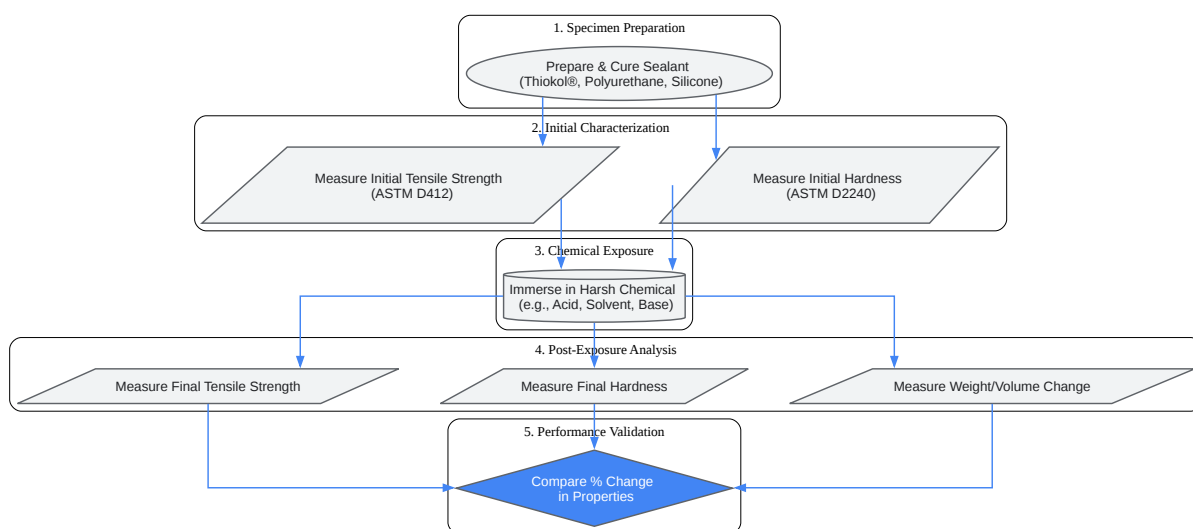 1. Specimen Preparation
Prepare & Cure Sealant
(Thiokol®, Polyurethane, Silicone)
2. Initial Characterization
Measure Initial Tensile Strength
(ASTM D412)
Measure Initial Hardness
(ASTM D2240)
3. Chemical Exposure
Immerse in Harsh Chemical
(e.g., Acid, Solvent, Base)
4. Post-Exposure Analysis
Measure Final Tensile Strength
Measure Final Hardness
Measure Weight/Volume Change
5. Performance Validation
Compare % Change
in Properties